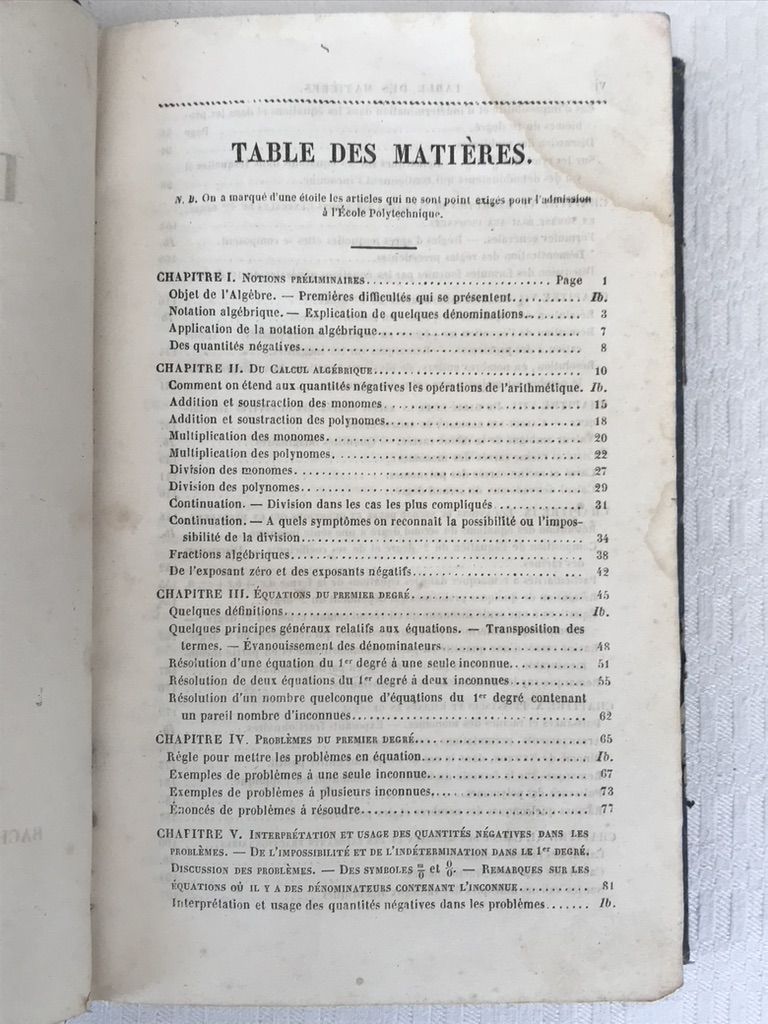 TABLE DES MATIÈRES.
N. B. On a marqué d'une étoile les articles qui ne sont point exigés pour l'admission
à l'École Polytechnique.
CHAPITRE I. NOTIONS PRÉLIMINAIRES............................ Page 1
Objet de l'Algèbre. — Premières difficultés qui se présentent........... Ib.
Notation algébrique. — Explication de quelques dénominations......... 3
Application de la notation algébrique..... ...................... 7
Des quantités négatives.......................................... 8
CHAPITRE II. DU CALCUL ALGÉBRIQUE............................... 10
Comment on étend aux quantités négatives les opérations de l'arithmétique. Ib.
Addition et soustraction des monomes............................. 15
Addition et soustraction des polynomes........................... 18
Multiplication des monomes....................................... 20
Multiplication des polynomes..................................... 22
Division des monomes............................................. 27
Division des polynomes........................................... 29
Continuation. — Division dans les cas les plus compliqués ............. 31
Continuation. — A quels symptômes on reconnaît la possibilité ou l'impos-
sibilité de la division.......................................... 34
Fractions algébriques............................................ 38
De l'exposant zéro et des exposants négatifs..................... 42
CHAPITRE III. ÉQUATIONS DU PREMIER DEGRÉ......................... 45
Quelques définitions............................................. Ib.
Quelques principes généraux relatifs aux équations. — Transposition des
termes. — Évanouissement des dénominateurs....................... 48
Résolution d'une équation du 1er degré à une seule inconnue............ 51
Résolution de deux équations du 1er degré à deux inconnues........... 55
Résolution d'un nombre quelconque d'équations du 1er degré contenant
un pareil nombre d'inconnues..................................... 62
CHAPITRE IV. PROBLÈMES DU PREMIER DEGRÉ.......................... 65
Règle pour mettre les problèmes en équation...................... Ib.
Exemples de problèmes à une seule inconnue....................... 67
Exemples de problèmes à plusieurs inconnues...................... 73
Énoncés de problèmes à résoudre.................................. 77
CHAPITRE V. INTERPRÉTATION ET USAGE DES QUANTITÉS NÉGATIVES DANS LES
PROBLÈMES. — DE L'IMPOSSIBILITÉ ET DE L'INDÉTERMINATION DANS LE 1er DEGRÉ.
DISCUSSION DES PROBLÈMES. — DES SYMBOLES m/0 et 0/0. — REMARQUES SUR LES
ÉQUATIONS OÙ IL Y A DES DÉNOMINATEURS CONTENANT L'INCONNUE........... 81
Interprétation et usage des quantités négatives dans les problèmes....... Ib.